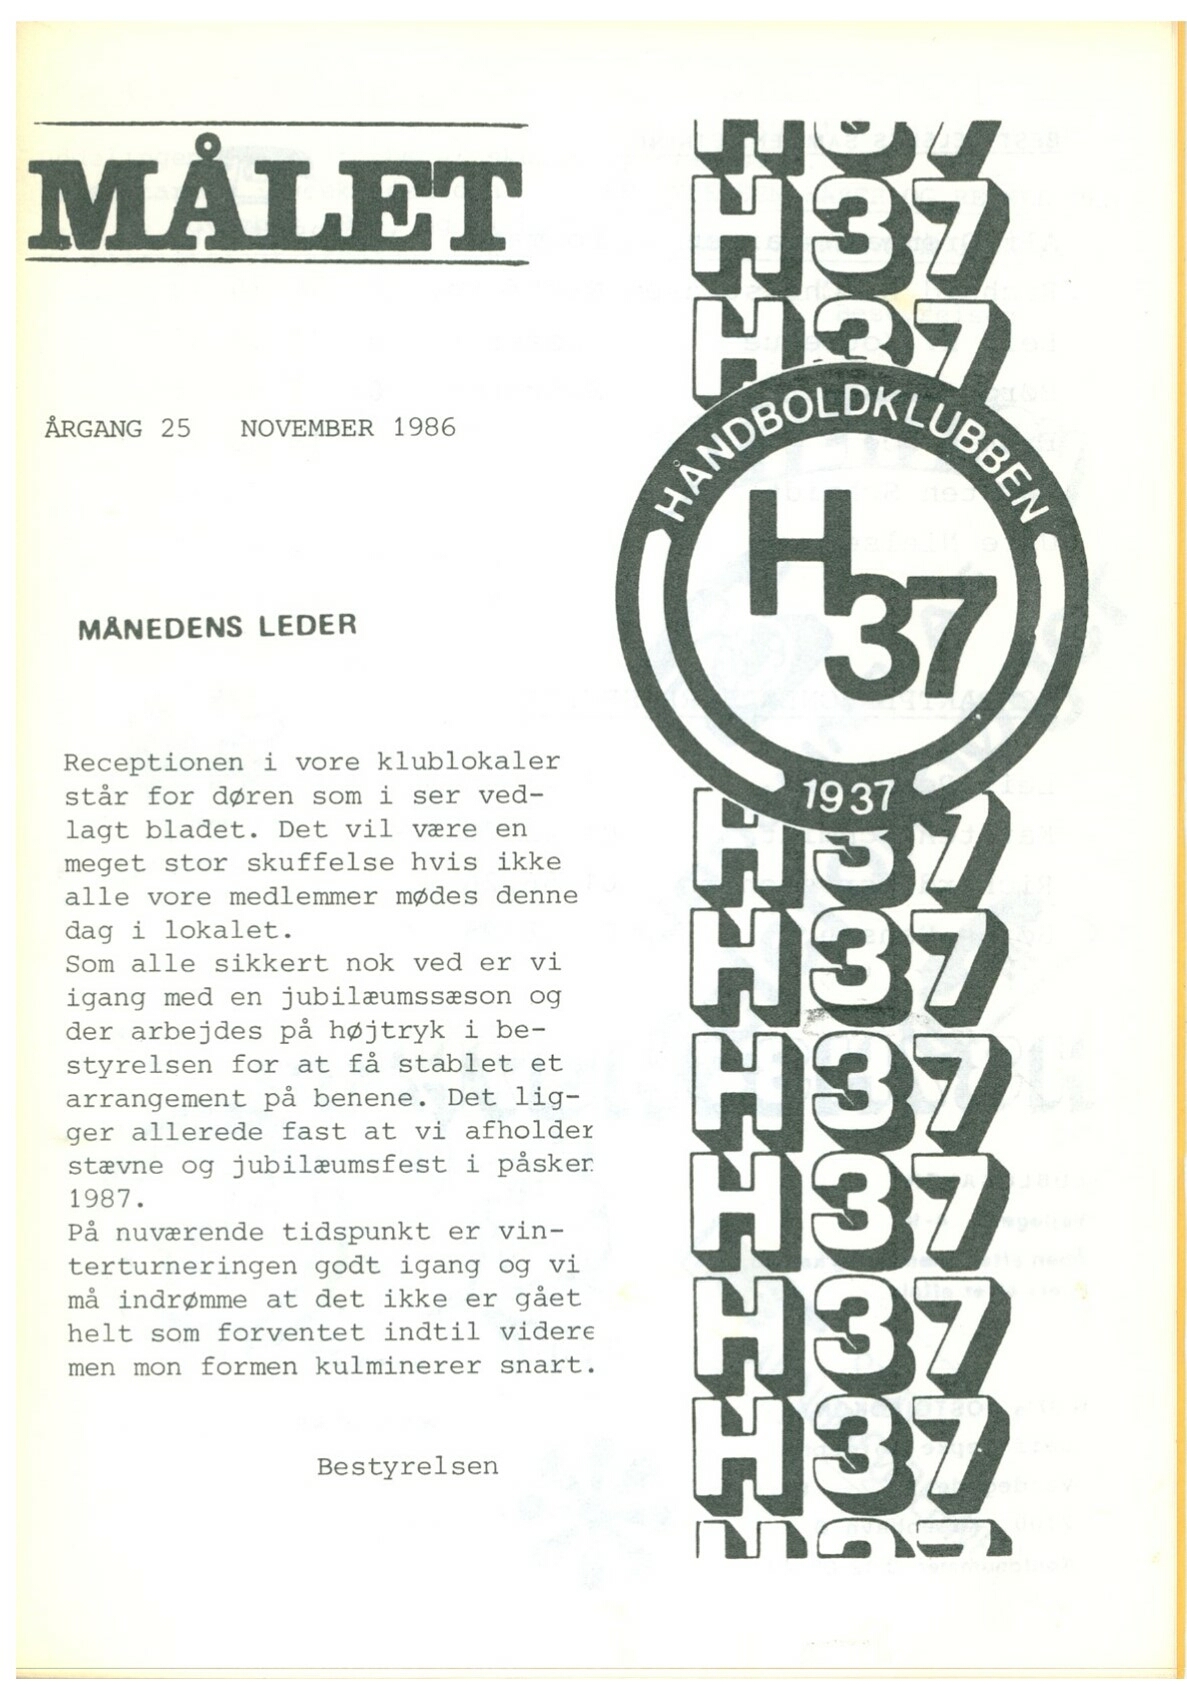 MÅLET
ÅRGANG 25 NOVEMBER 1986
MÅNEDENS LEDER
Receptionen i vore klublokaler
står for døren som i ser ved-
lagt bladet. Det vil være en
meget stor skuffelse hvis ikke
alle vore medlemmer mødes denne
dag i lokalet.
Som alle sikkert nok ved er vi
igang med en jubilæumssæson og
der arbejdes på højtryk i be-
styrelsen for at få stablet et
arrangement på benene. Det lig-
ger allerede fast at vi afholder
stævne og jubilæumsfest i påsken
1987.
På nuværende tidspunkt er vin-
terturneringen godt igang og vi
må indrømme at det ikke er gået
helt som forventet indtil videre
men mon formen kulminerer snart.
Bestyrelsen
H37
H37
H37
HÅNDBOLDKLUBBEN
H37
1937
H37
H37
H37
H37
H37
H37
H37